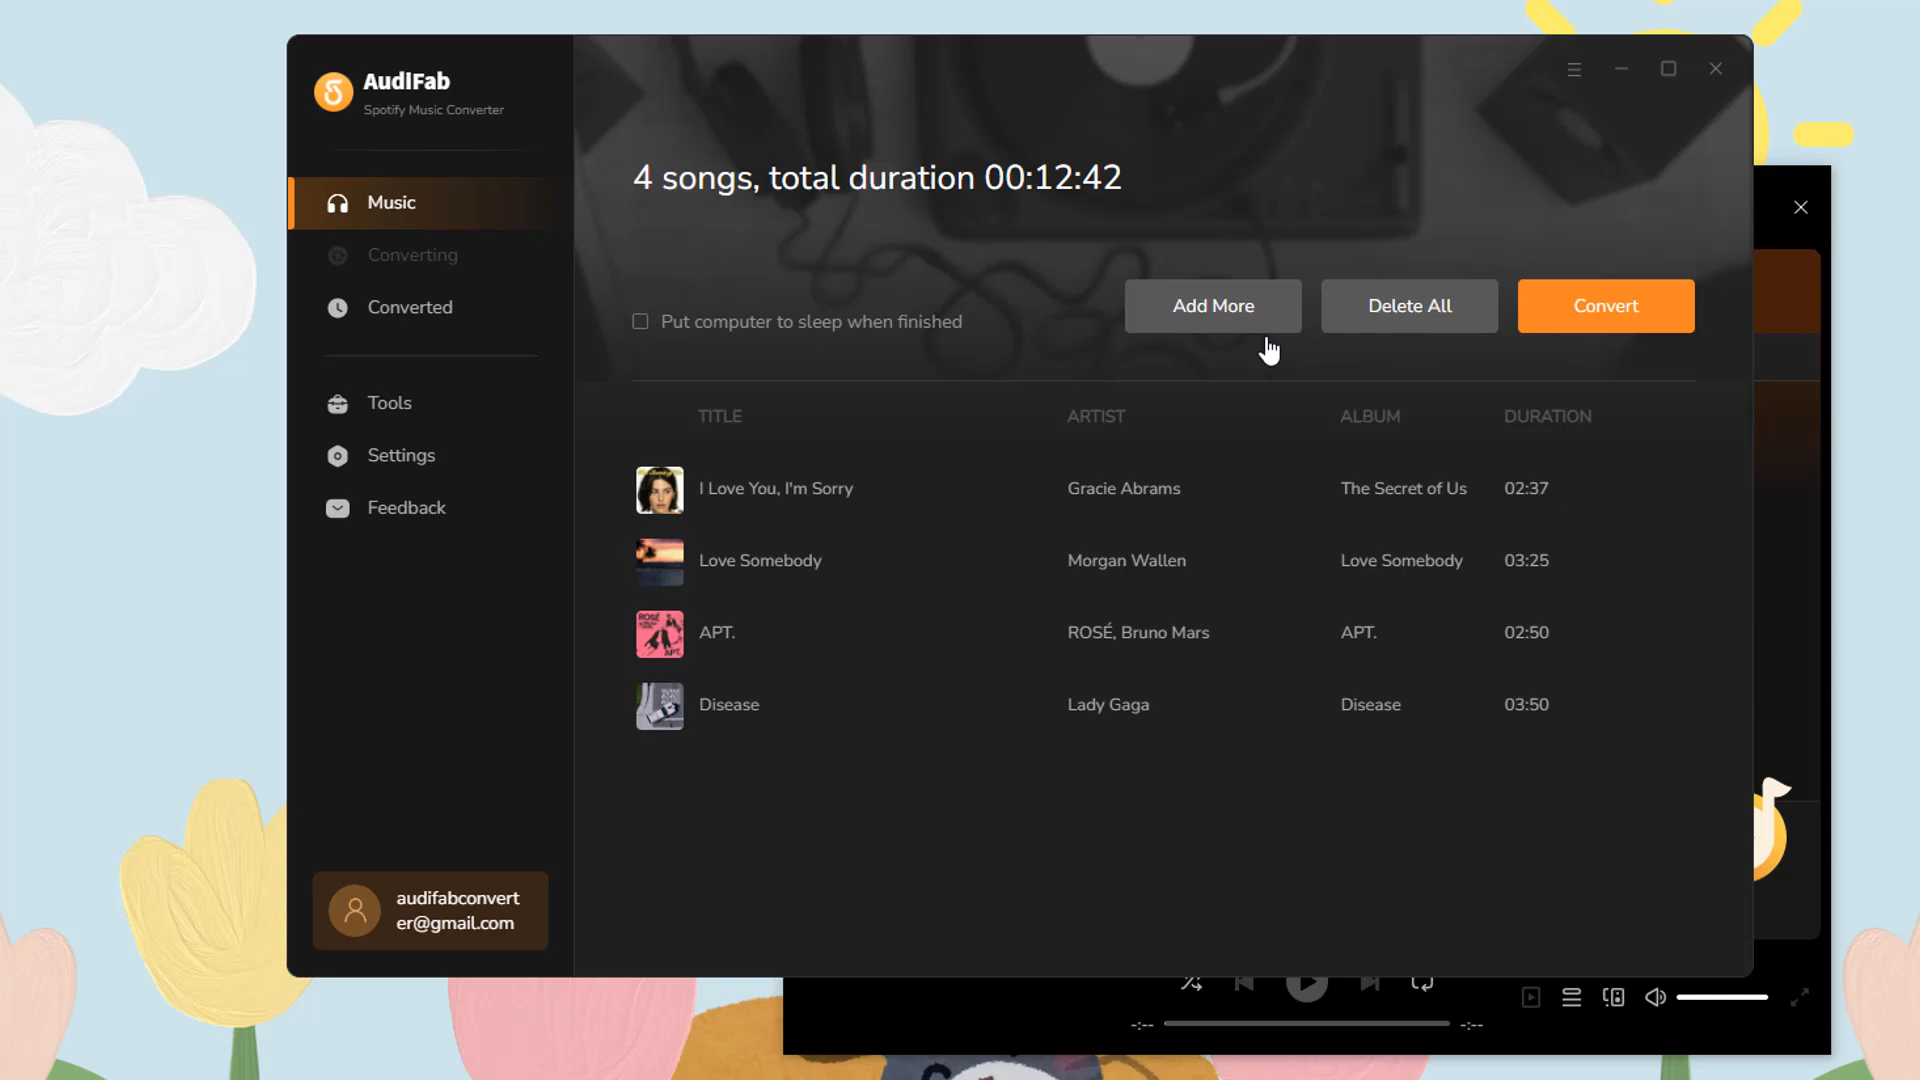 AudiFab
Spotify Music Converter
Music
Converting
Converted
Tools
Settings
Feedback
audifabconvert
er@gmail.com
4 songs, total duration 00:12:42
Put computer to sleep when finished
Add More
Delete All
Convert
TITLE ARTIST ALBUM DURATION
I Love You, I'm Sorry Gracie Abrams The Secret of Us 02:37
Love Somebody Morgan Wallen Love Somebody 03:25
APT. ROSÉ, Bruno Mars APT. 02:50
Disease Lady Gaga Disease 03:50
ROSÉ
APT.
-:-- -:--